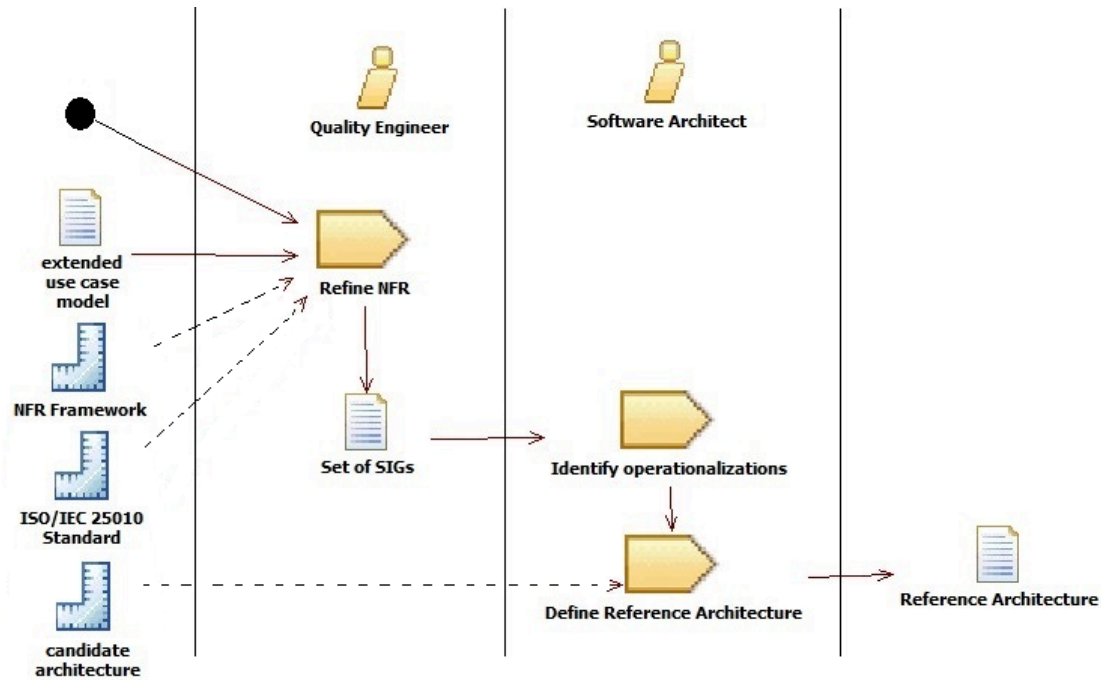 Quality Engineer
Software Architect
extended
use case
model
Refine NFR
NFR Framework
Set of SIGs
Identify operationalizations
ISO/IEC 25010
Standard
Define Reference Architecture
Reference Architecture
candidate
architecture